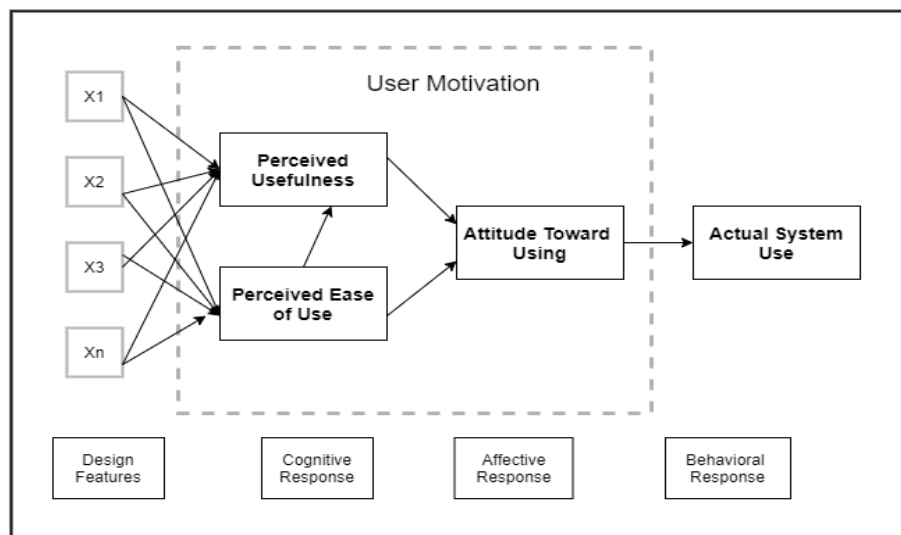 User Motivation
X1
X2
X3
Xn
Perceived
Usefulness
Perceived Ease
of Use
Attitude Toward
Using
Actual System
Use
Design
Features
Cognitive
Response
Affective
Response
Behavioral
Response